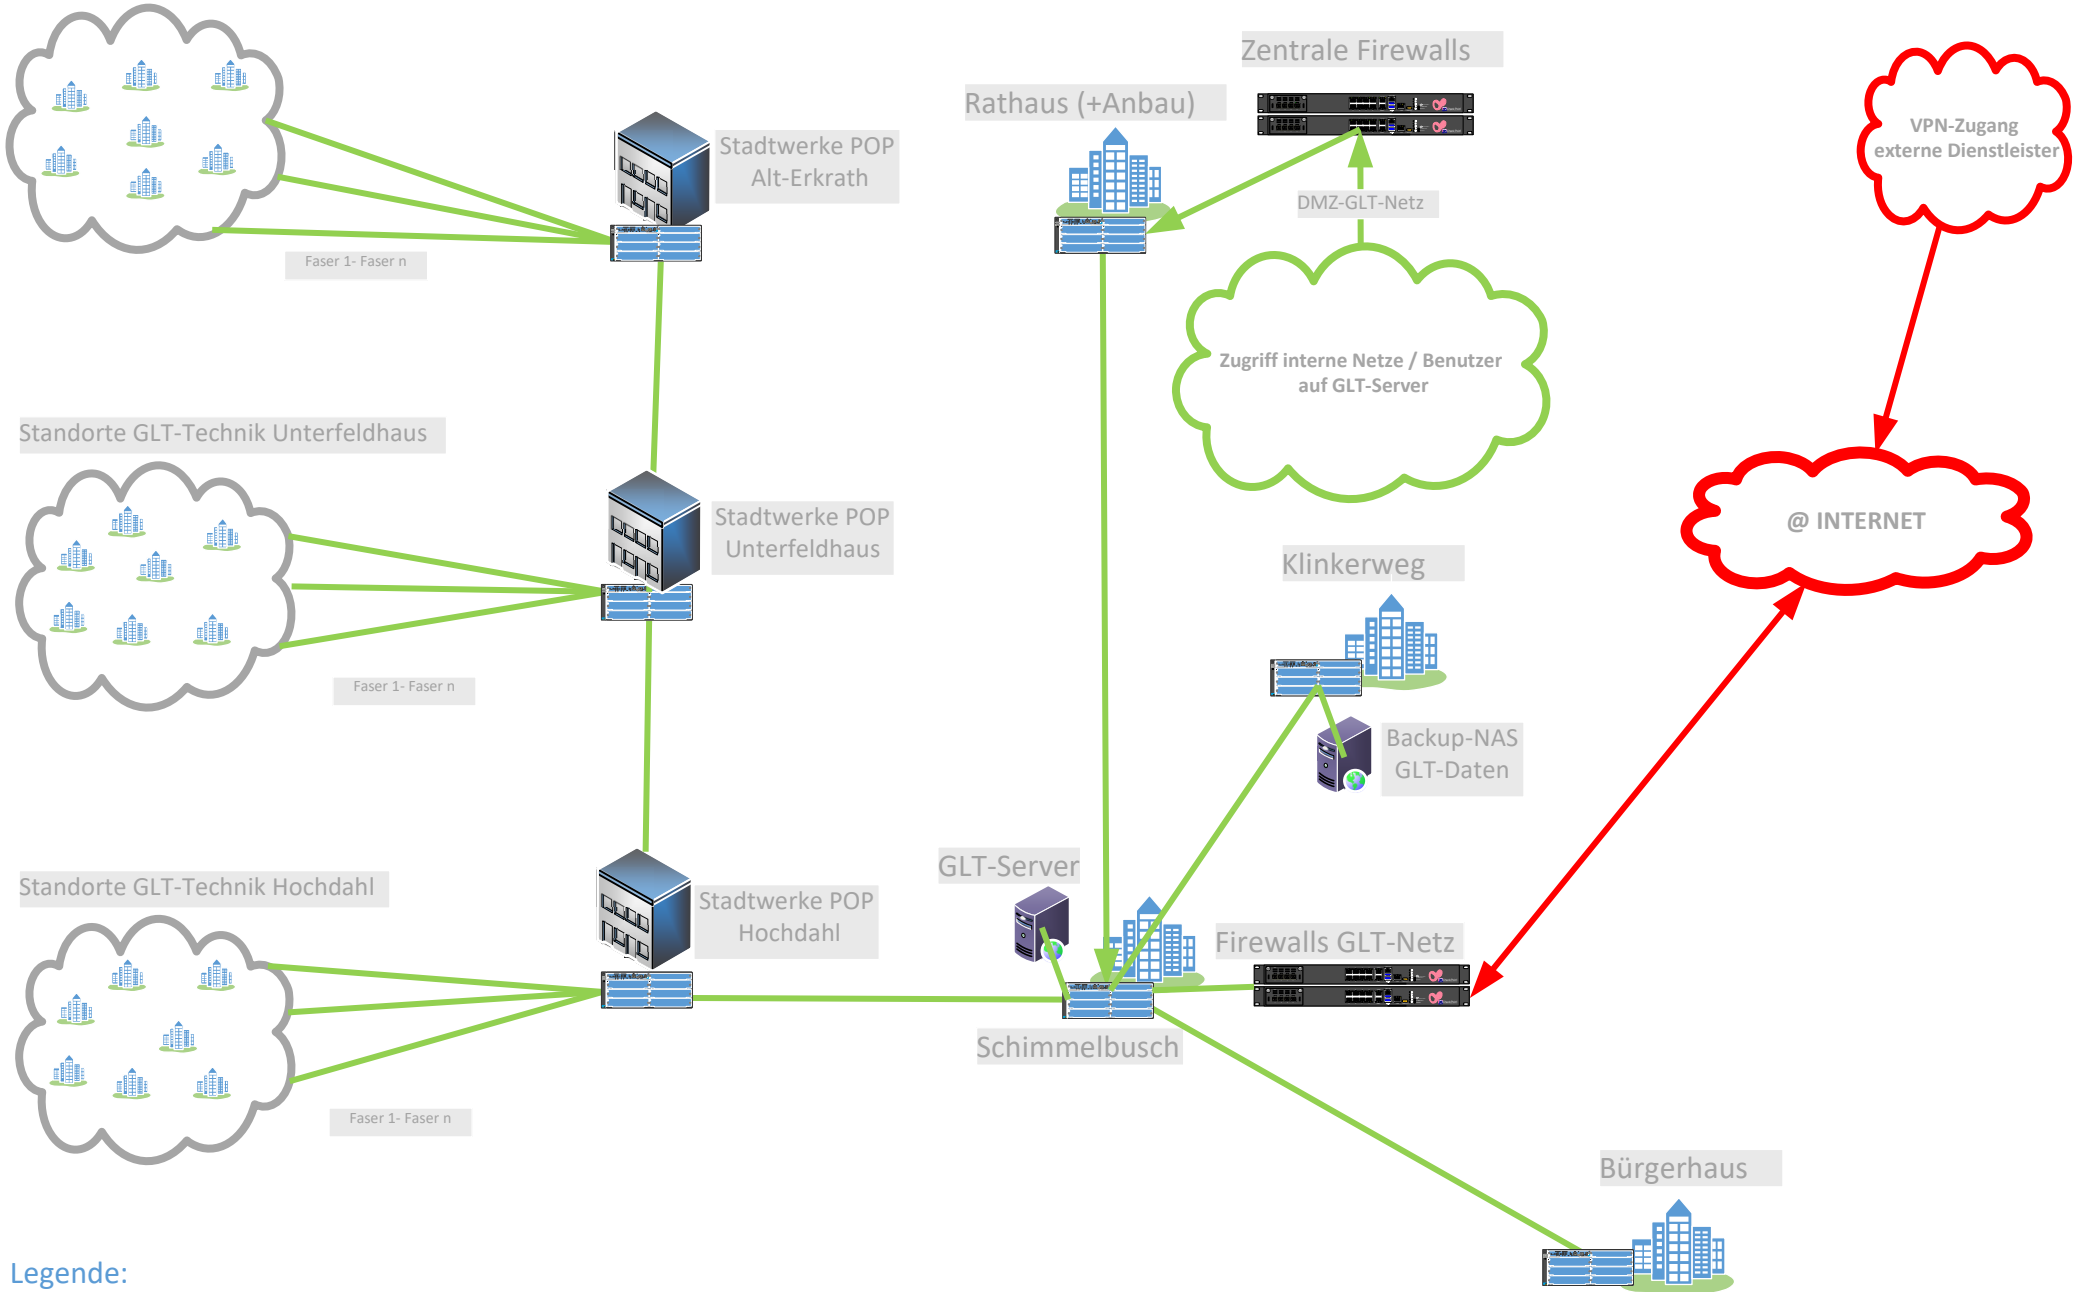 Zentrale Firewalls
Rathaus (+Anbau)
VPN-Zugang
externe Dienstleister
Stadtwerke POP
Alt-Erkrath
DMZ-GLT-Netz
Faser 1- Faser n
Zugriff interne Netze / Benutzer
auf GLT-Server
Standorte GLT-Technik Unterfeldhaus
Stadtwerke POP
Unterfeldhaus
@ INTERNET
Klinkerweg
Faser 1- Faser n
Backup-NAS
GLT-Daten
GLT-Server
Standorte GLT-Technik Hochdahl
Stadtwerke POP
Hochdahl
Firewalls GLT-Netz
Schimmelbusch
Faser 1- Faser n
Bürgerhaus
Legende: